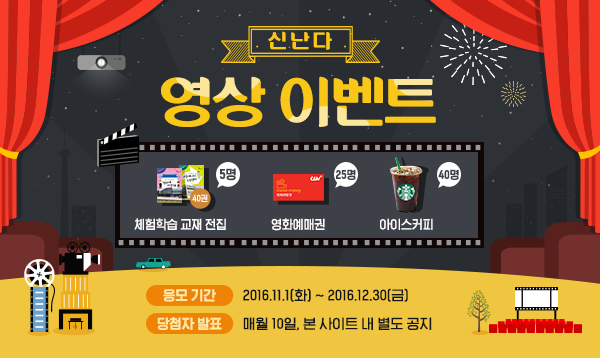 신난다
영상 이벤트
5명
25명
40명
40권
CGV
체험학습 교재 전집
영화예매권
아이스커피
응모 기간
2016.11.1(화) ~ 2016.12.30(금)
당첨자 발표
매월 10일, 본 사이트 내 별도 공지